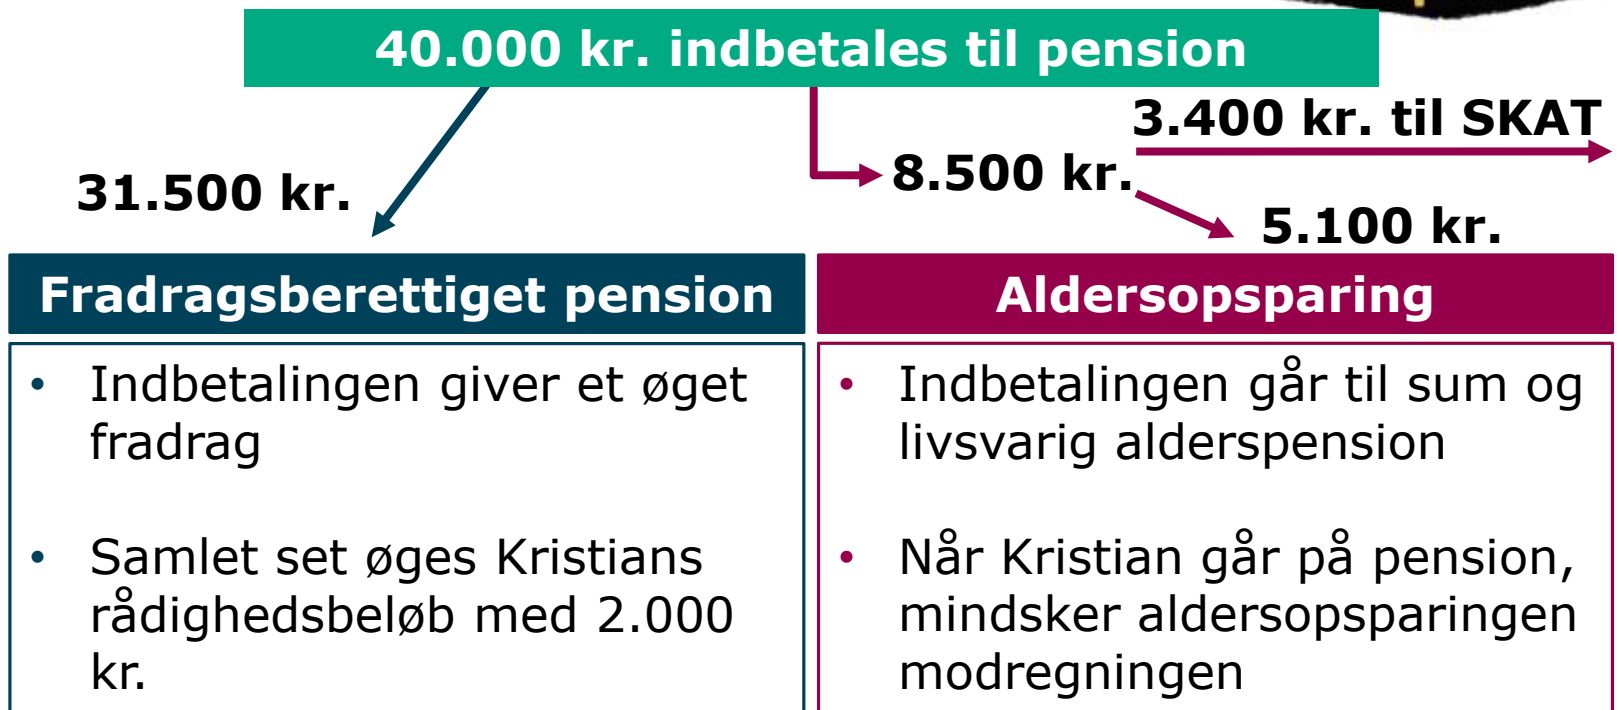 40.000 kr. indbetales til pension
3.400 kr. til SKAT
8.500 kr.
31.500 kr.
5.100 kr.
Fradragsberettiget pension
• Indbetalingen giver et øget
fradrag
• Samlet set øges Kristians
rådighedsbeløb med 2.000
kr.
Aldersopsparing
• Indbetalingen går til sum og
livsvarig alderspension
• Når Kristian går på pension,
mindsker aldersopsparingen
modregningen